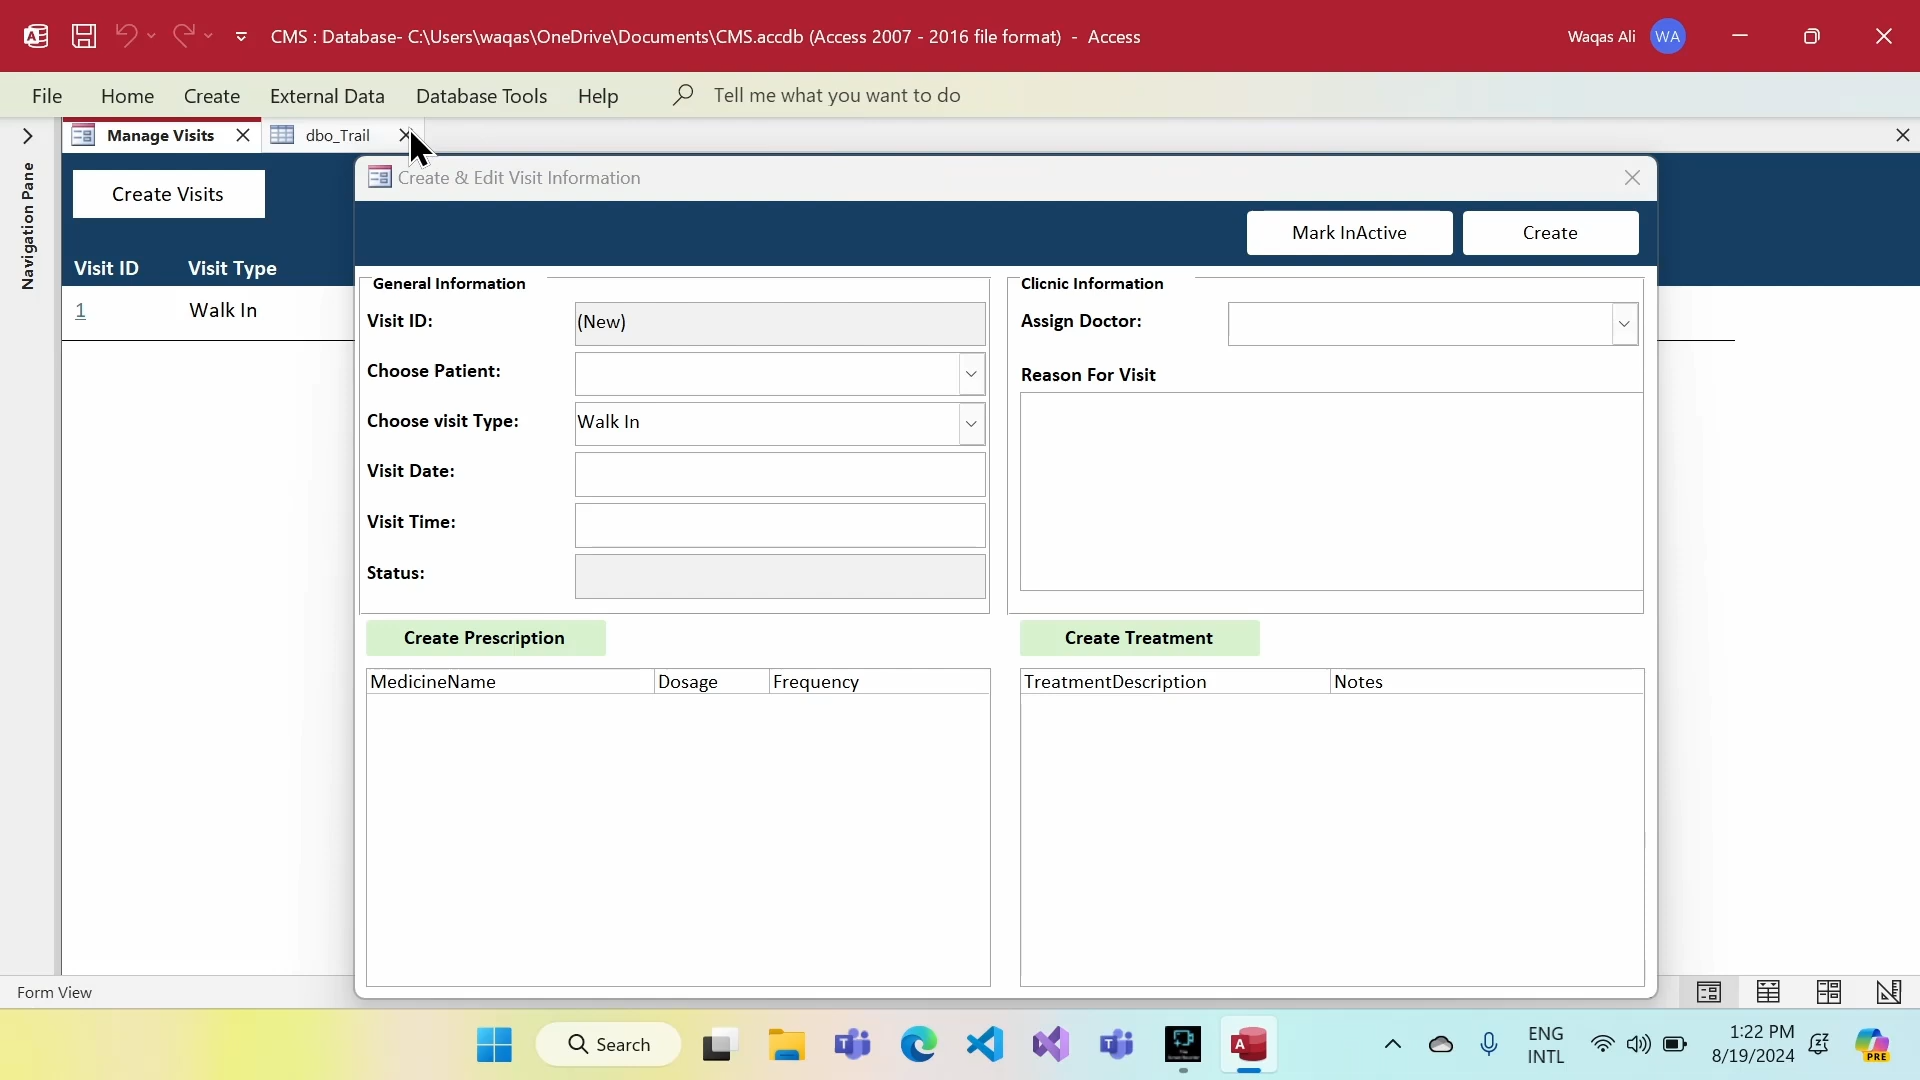 CMS : Database- C:\Users\waqas\OneDrive\Documents\CMS.accdb (Access 2007 - 2016 file format) - Access
Waqas Ali WA
File Home Create External Data Database Tools Help Tell me what you want to do
Manage Visits dbo_Trail
Navigation Pane
Create Visits
Create & Edit Visit Information
Mark InActive Create
Visit ID Visit Type
1 Walk In
General Information
Visit ID: (New)
Choose Patient:
Choose visit Type: Walk In
Visit Date:
Visit Time:
Status:
Clicnic Information
Assign Doctor:
Reason For Visit
Create Prescription
MedicineName Dosage Frequency
Create Treatment
TreatmentDescription Notes
Form View
Search
ENG
INTL
1:22 PM
8/19/2024
PRE